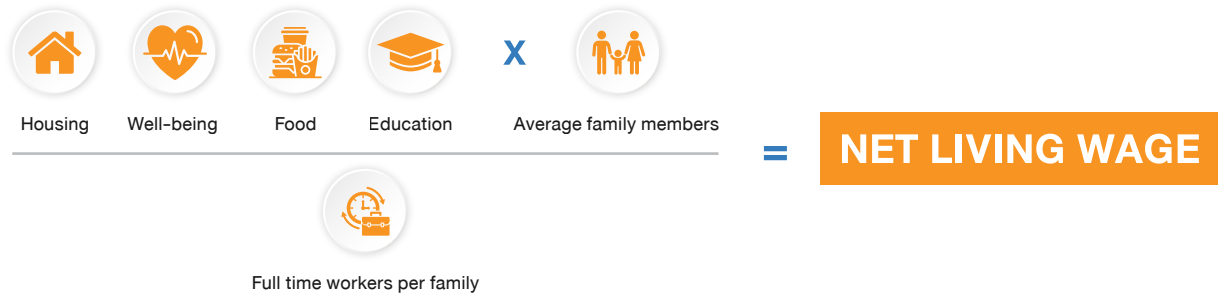 X
Housing
Well-being
Food
Education
Average family members
=
NET LIVING WAGE
Full time workers per family